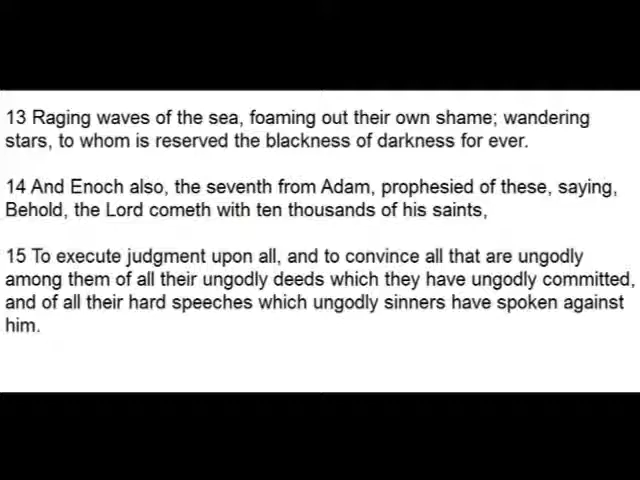 13 Raging waves of the sea, foaming out their own shame; wandering
stars, to whom is reserved the blackness of darkness for ever.
14 And Enoch also, the seventh from Adam, prophesied of these, saying,
Behold, the Lord cometh with ten thousands of his saints,
15 To execute judgment upon all, and to convince all that are ungodly
among them of all their ungodly deeds which they have ungodly committed,
and of all their hard speeches which ungodly sinners have spoken against
him.